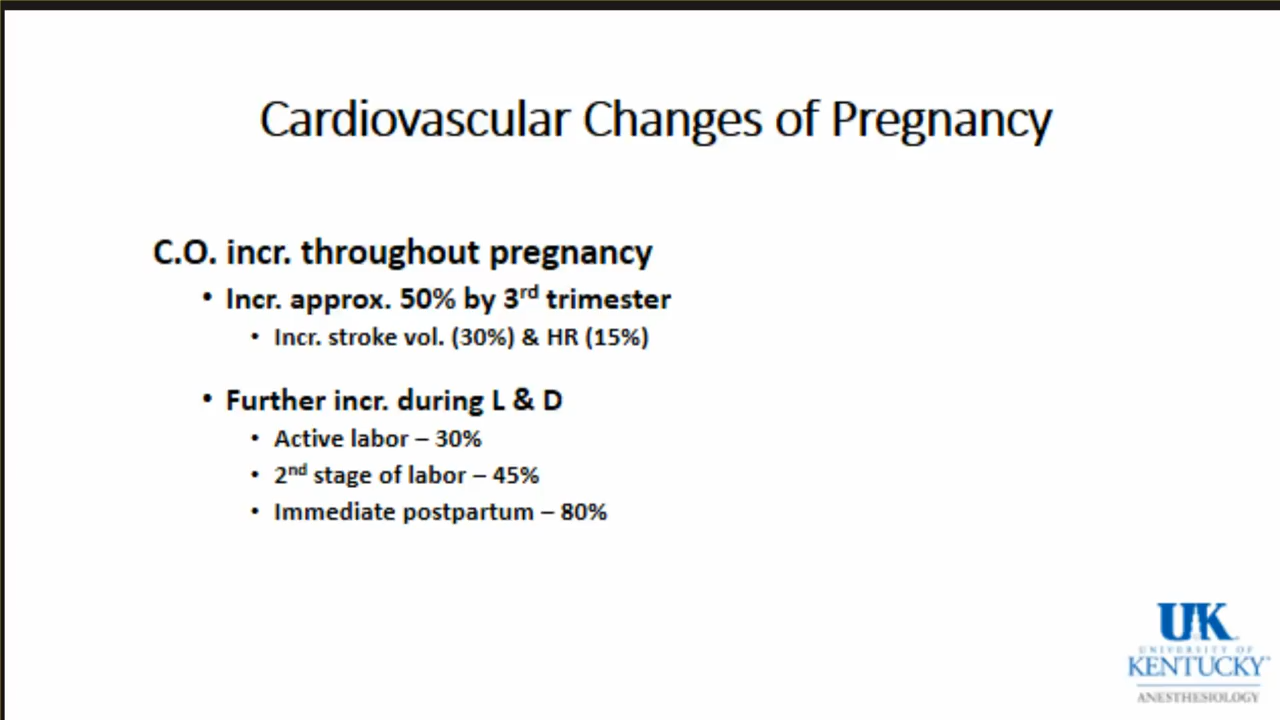 Cardiovascular Changes of Pregnancy
C.O. incr. throughout pregnancy
• Incr. approx. 50% by 3rd trimester
• Incr. stroke vol. (30%) & HR (15%)
• Further incr. during L & D
• Active labor – 30%
• 2nd stage of labor – 45%
• Immediate postpartum – 80%
UK
UNIVERSITY OF
KENTUCKY
ANESTHESIOLOGY